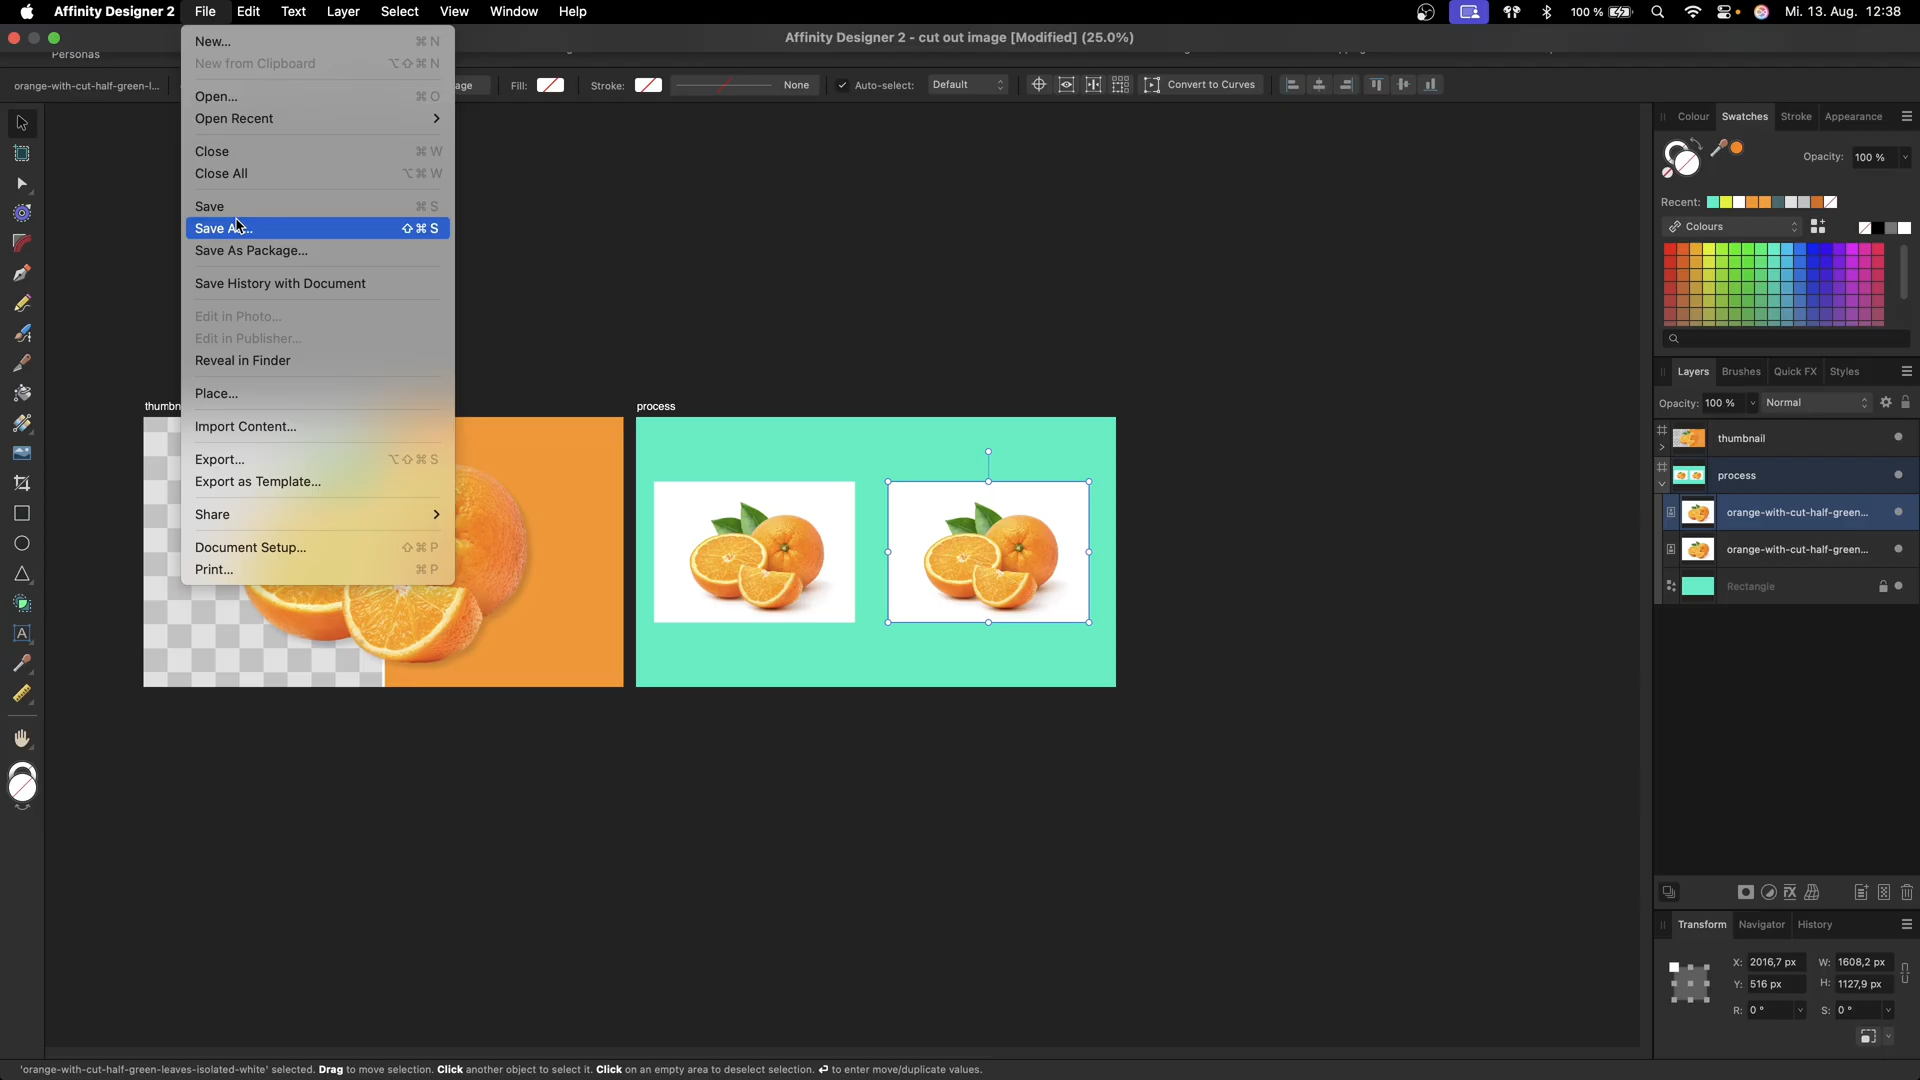 Affinity Designer 2 File Edit Text Layer Select View Window Help 100 % Mi. 13. Aug. 12:38
Affinity Designer 2 - cut out image [Modified] (25.0%)
Personas
orange-with-cut-half-green-l... age Fill: Stroke: None Auto-select: Default Convert to Curves
New... ⌘ N
New from Clipboard ⌥⇧⌘ N
Open... ⌘ O
Open Recent
Close ⌘ W
Close All ⌥⌘ W
Save ⌘ S
Save A... ⇧⌘ S
Save As Package...
Save History with Document
Edit in Photo...
Edit in Publisher...
Reveal in Finder
Place...
Import Content...
Export... ⌥⇧⌘ S
Export as Template...
Share
Document Setup... ⇧⌘ P
Print... ⌘ P
thumbn
process
Colour Swatches Stroke Appearance
Opacity: 100 %
Recent:
Colours
Layers Brushes Quick FX Styles
Opacity: 100 % Normal
thumbnail
process
orange-with-cut-half-green...
orange-with-cut-half-green...
Rectangle
Transform Navigator History
X: 2016,7 px W: 1608,2 px
Y: 516 px H: 1127,9 px
R: 0 ° S: 0 °
'orange-with-cut-half-green-leaves-isolated-white' selected. Drag to move selection. Click another object to select it. Click on an empty area to deselect selection. ⏎ to enter move/duplicate values.